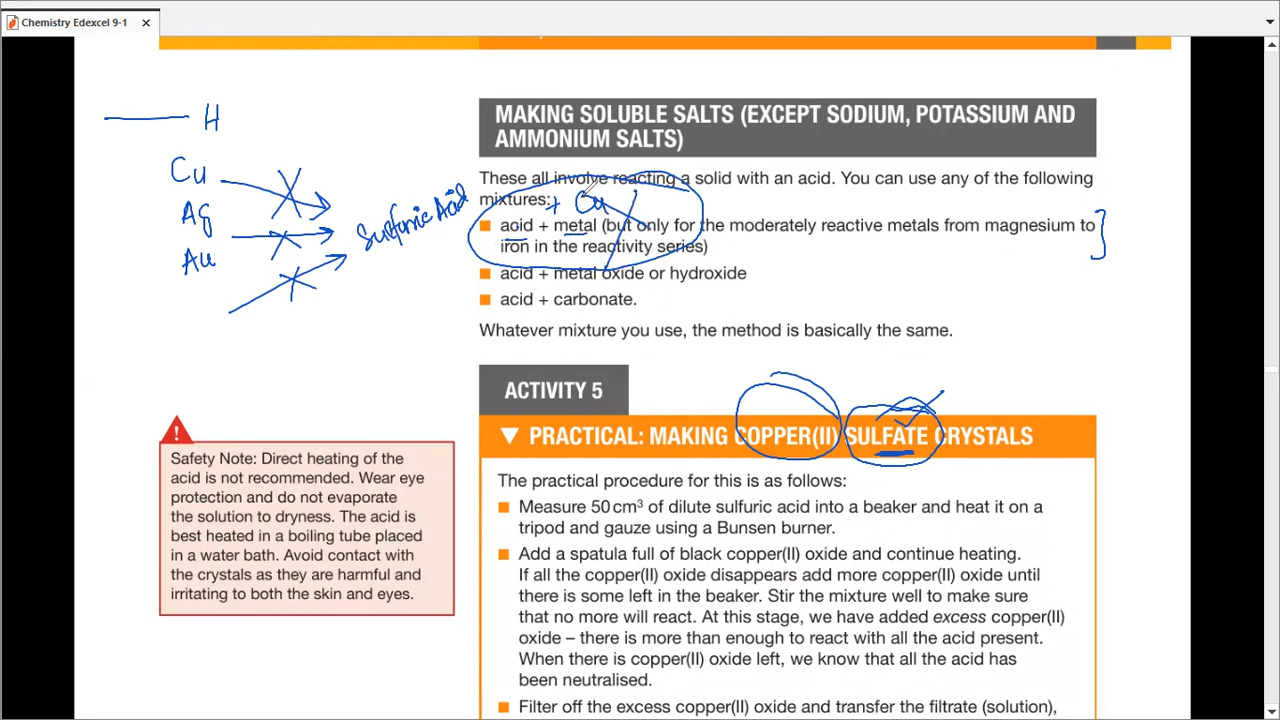 Chemistry Edexcel 9-1
H
Cu
Ag
Au
Sulfuric Acid
MAKING SOLUBLE SALTS (EXCEPT SODIUM, POTASSIUM AND
AMMONIUM SALTS)
These all involve reacting a solid with an acid. You can use any of the following
mixtures:
+ Cu
acid + metal (but only for the moderately reactive metals from magnesium to
iron in the reactivity series)
acid + metal oxide or hydroxide
acid + carbonate.
Whatever mixture you use, the method is basically the same.
ACTIVITY 5
PRACTICAL: MAKING COPPER(II) SULFATE CRYSTALS
The practical procedure for this is as follows:
Measure 50 cm³ of dilute sulfuric acid into a beaker and heat it on a
tripod and gauze using a Bunsen burner.
Add a spatula full of black copper(II) oxide and continue heating.
If all the copper(II) oxide disappears add more copper(II) oxide until
there is some left in the beaker. Stir the mixture well to make sure
that no more will react. At this stage, we have added excess copper(II)
oxide – there is more than enough to react with all the acid present.
When there is copper(II) oxide left, we know that all the acid has
been neutralised.
Filter off the excess copper(II) oxide and transfer the filtrate (solution),
Safety Note: Direct heating of the
acid is not recommended. Wear eye
protection and do not evaporate
the solution to dryness. The acid is
best heated in a boiling tube placed
in a water bath. Avoid contact with
the crystals as they are harmful and
irritating to both the skin and eyes.